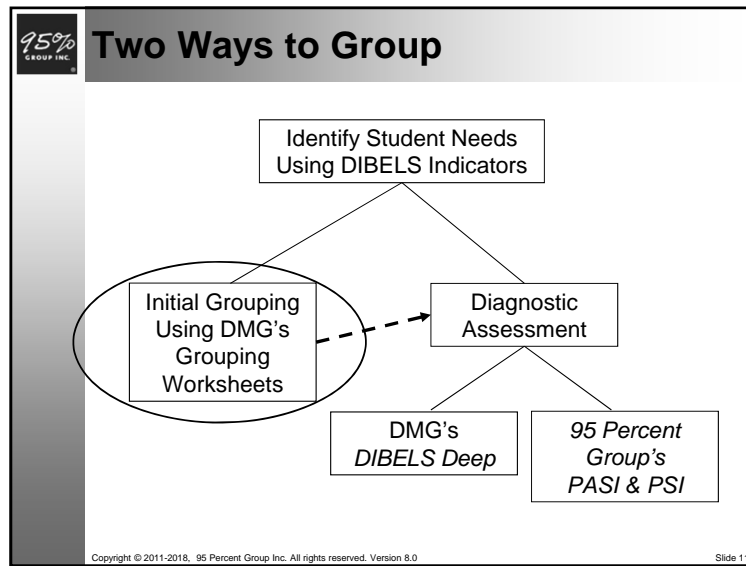 95%
GROUP INC.
®
Two Ways to Group
Identify Student Needs
Using DIBELS Indicators
Initial Grouping
Using DMG's
Grouping
Worksheets
Diagnostic
Assessment
DMG's
DIBELS Deep
95 Percent
Group's
PASI & PSI
Copyright © 2011-2018, 95 Percent Group Inc. All rights reserved. Version 8.0
Slide 11